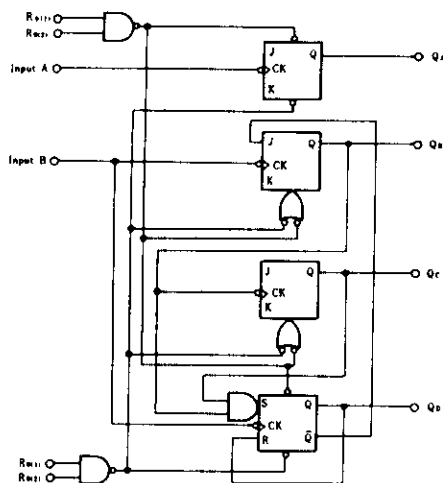 R0(1)
R0(2)
Input A
J Q
CK
K
QA
Input B
J Q
CK
K
QB
J Q
CK
K
QC
S Q
CK
R Q̄
QD
R9(1)
R9(2)